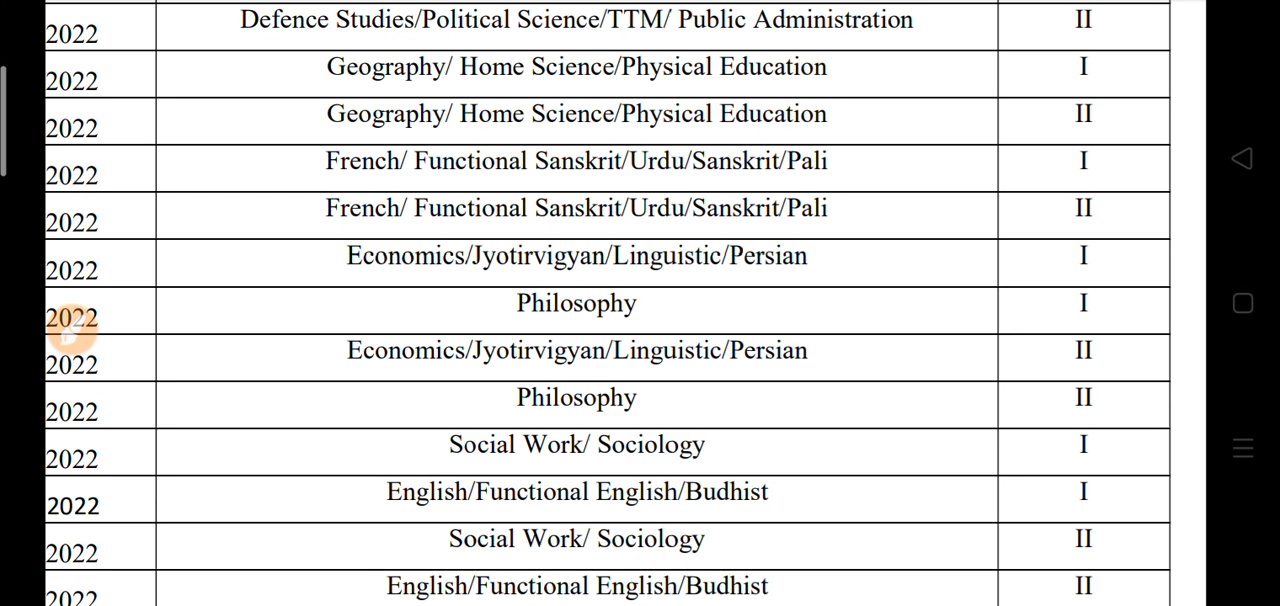 2022 Defence Studies/Political Science/TTM/ Public Administration II
2022 Geography/ Home Science/Physical Education I
2022 Geography/ Home Science/Physical Education II
2022 French/ Functional Sanskrit/Urdu/Sanskrit/Pali I
2022 French/ Functional Sanskrit/Urdu/Sanskrit/Pali II
2022 Economics/Jyotirvigyan/Linguistic/Persian I
2022 Philosophy I
2022 Economics/Jyotirvigyan/Linguistic/Persian II
2022 Philosophy II
2022 Social Work/ Sociology I
2022 English/Functional English/Budhist I
2022 Social Work/ Sociology II
2022 English/Functional English/Budhist II